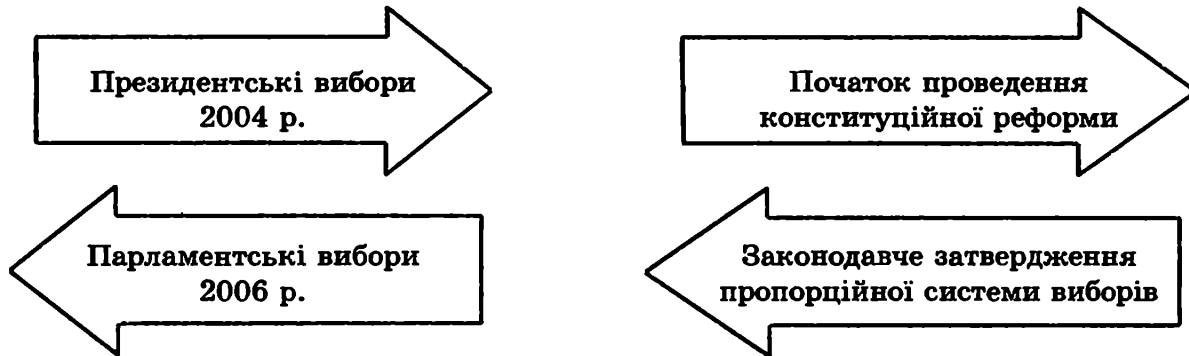 Президентські вибори
2004 р.
Початок проведення
конституційної реформи
Парламентські вибори
2006 р.
Законодавче затвердження
пропорційної системи виборів